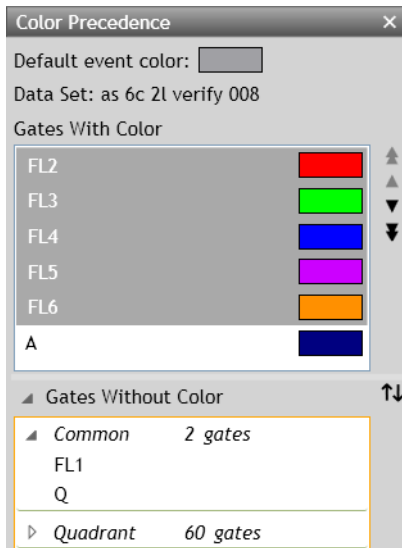 Color Precedence
Default event color:
Data Set: as 6c 2l verify 008
Gates With Color
FL2
FL3
FL4
FL5
FL6
A
Gates Without Color
Common 2 gates
FL1
Q
Quadrant 60 gates